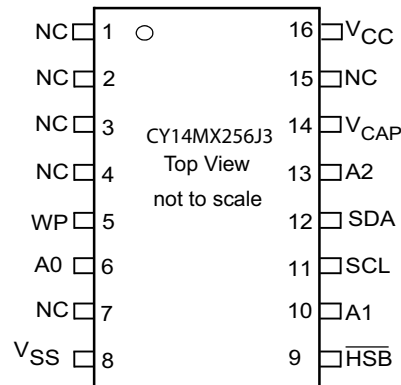 NC 1 16 VCC
NC 2 15 NC
NC 3 14 VCAP
CY14MX256J3
Top View
not to scale
NC 4 13 A2
WP 5 12 SDA
A0 6 11 SCL
NC 7 10 A1
VSS 8 9 HSB